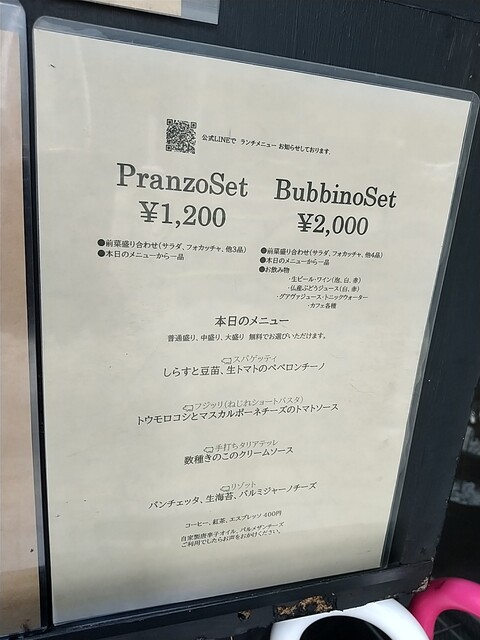 公式LINEで ランチメニュー お知らせしております。
PranzoSet
¥1,200
●前菜盛り合わせ(サラダ、フォカッチャ、他3品)
●本日のメニューから一品
BubbinoSet
¥2,000
●前菜盛り合わせ(サラダ、フォカッチャ、他4品)
●本日のメニューから一品
●お飲み物
・生ビール・ワイン(泡、白、赤)
・仏産ぶどうジュース(白、赤)
・グアヴァジュース・トニックウォーター
・カフェ各種
本日のメニュー
普通盛り、中盛り、大盛り 無料でお選びいただけます。
スパゲッティ
しらすと豆苗、生トマトのペペロンチーノ
フジッリ(ねじれショートパスタ)
トウモロコシとマスカルポーネチーズのトマトソース
手打ちタリアテッレ
数種きのこのクリームソース
リゾット
パンチェッタ、生海苔、パルミジャーノチーズ
コーヒー、紅茶、エスプレッソ 400円
自家製唐辛子オイル、パルメザンチーズ
ご利用でしたらお声をおかけください。